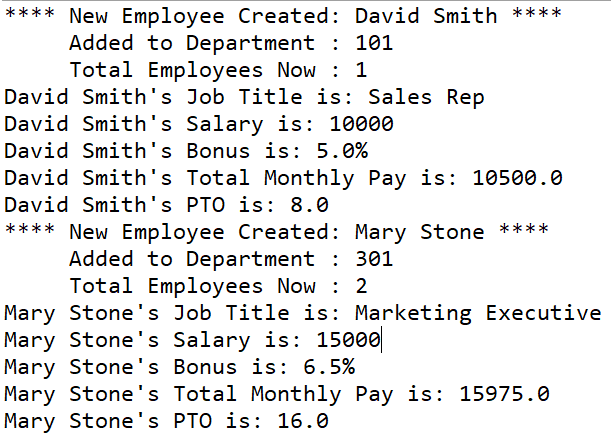 **** New Employee Created: David Smith ****
     Added to Department : 101
     Total Employees Now : 1
David Smith's Job Title is: Sales Rep
David Smith's Salary is: 10000
David Smith's Bonus is: 5.0%
David Smith's Total Monthly Pay is: 10500.0
David Smith's PTO is: 8.0
**** New Employee Created: Mary Stone ****
     Added to Department : 301
     Total Employees Now : 2
Mary Stone's Job Title is: Marketing Executive
Mary Stone's Salary is: 15000
Mary Stone's Bonus is: 6.5%
Mary Stone's Total Monthly Pay is: 15975.0
Mary Stone's PTO is: 16.0